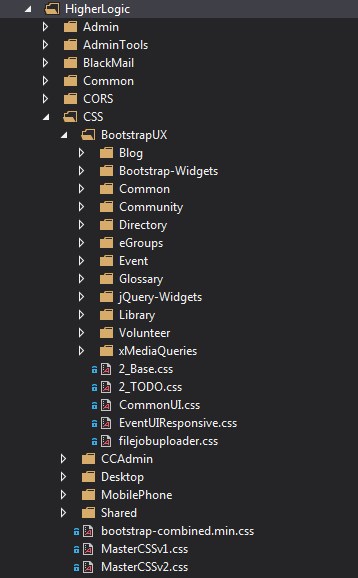 HigherLogic
Admin
AdminTools
BlackMail
Common
CORS
CSS
BootstrapUX
Blog
Bootstrap-Widgets
Common
Community
Directory
eGroups
Event
Glossary
jQuery-Widgets
Library
Volunteer
xMediaQueries
2_Base.css
2_TODO.css
CommonUI.css
EventUIResponsive.css
filejobuploader.css
CCAdmin
Desktop
MobilePhone
Shared
bootstrap-combined.min.css
MasterCSSv1.css
MasterCSSv2.css